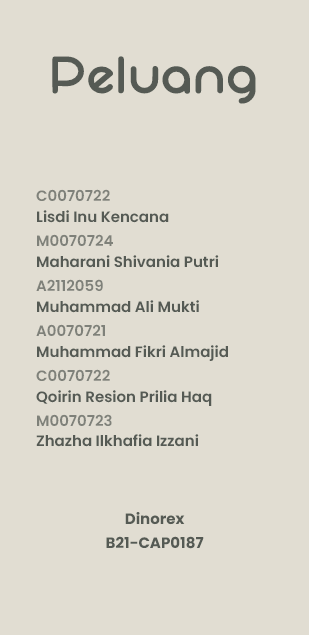 Peluang
C0070722
Lisdi Inu Kencana
M0070724
Maharani Shivania Putri
A2112059
Muhammad Ali Mukti
A0070721
Muhammad Fikri Almajid
C0070722
Qoirin Resion Prilia Haq
M0070723
Zhazha Ilkhafia Izzani
Dinorex
B21-CAP0187